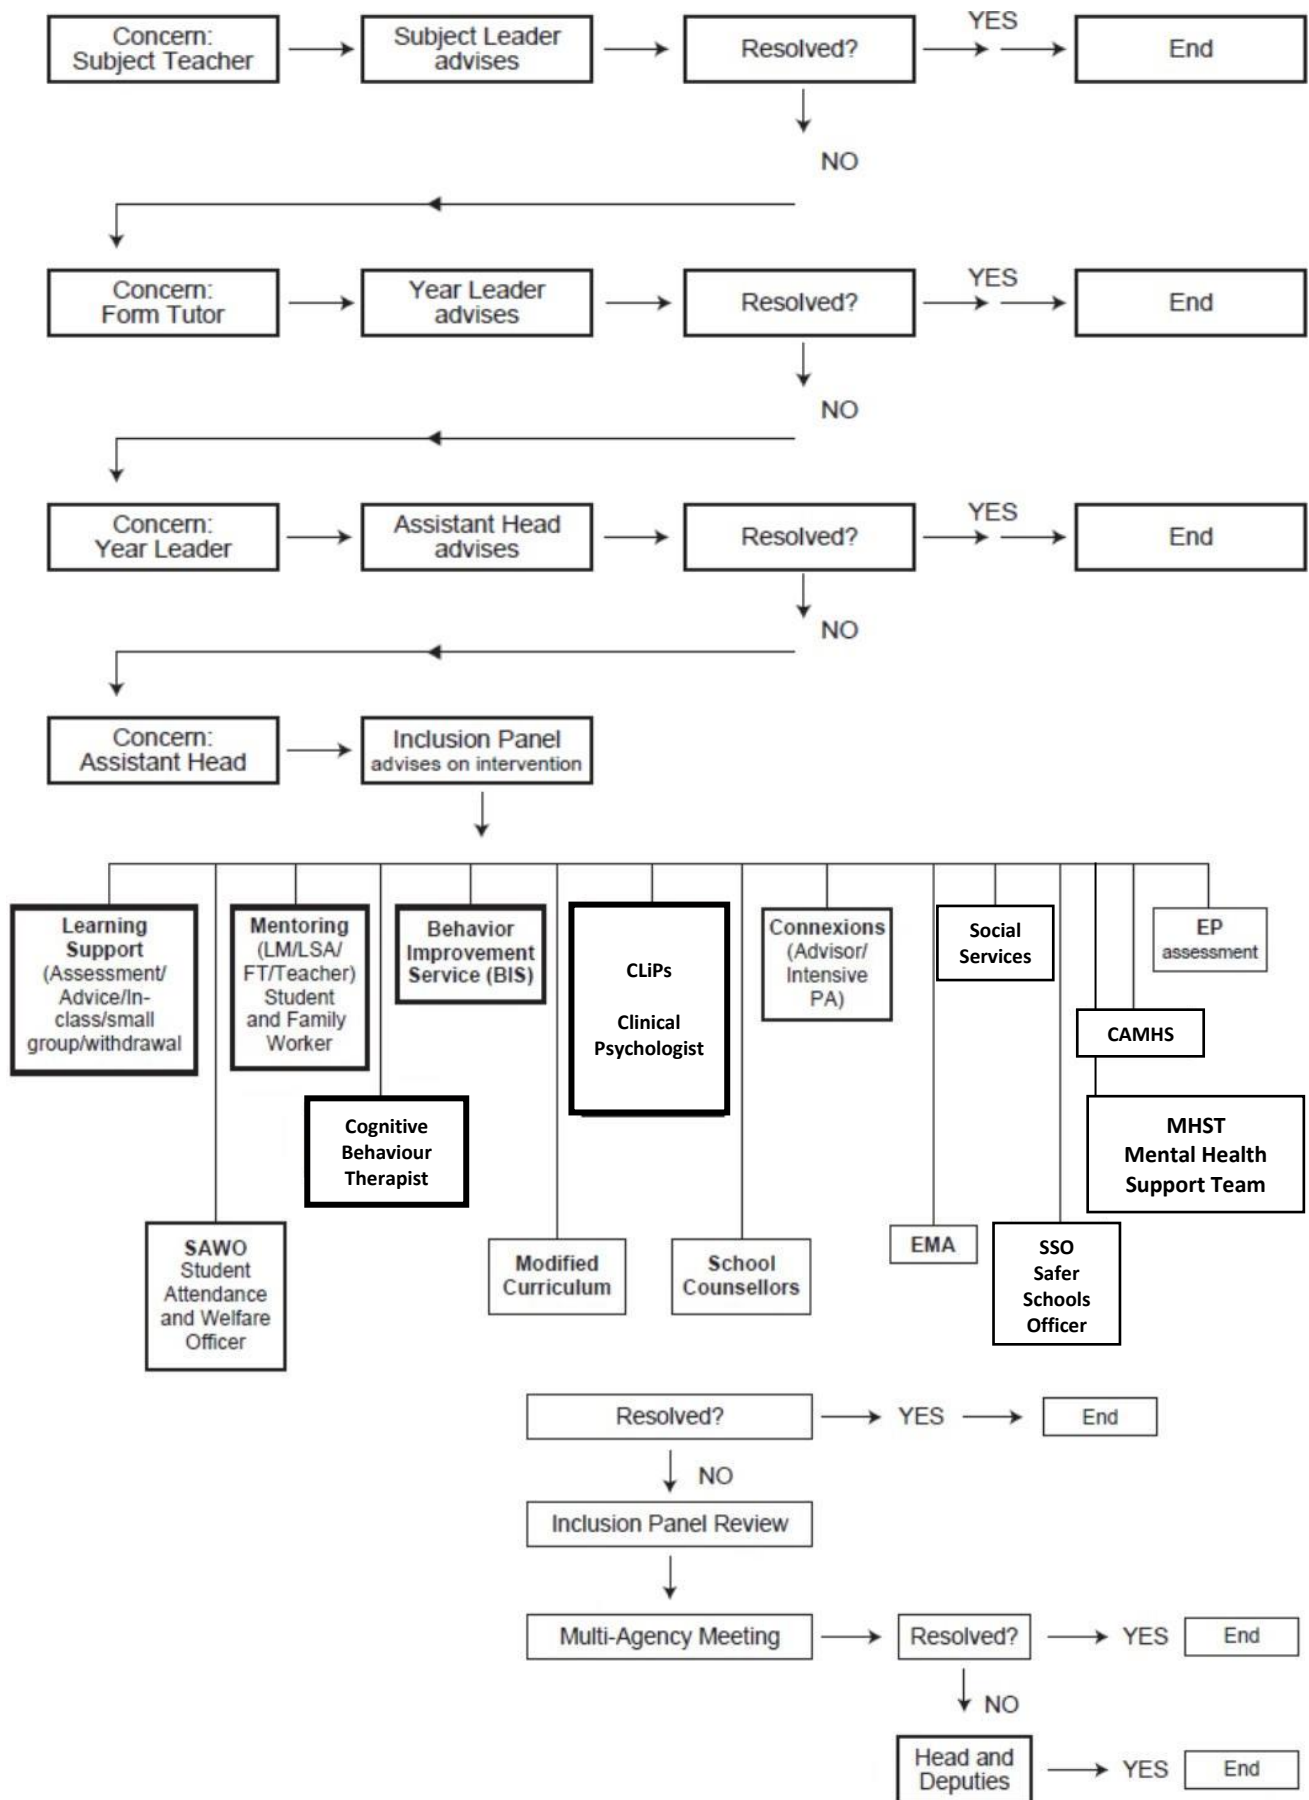 Concern:
Subject Teacher
Subject Leader
advises
Resolved?
YES
End
NO
Concern:
Form Tutor
Year Leader
advises
Resolved?
YES
End
NO
Concern:
Year Leader
Assistant Head
advises
Resolved?
YES
End
NO
Concern:
Assistant Head
Inclusion Panel
advises on intervention
Learning
Support
(Assessment/
Advice/In-
class/small
group/withdrawal
Mentoring
(LM/LSA/
FT/Teacher)
Student
and Family
Worker
Behavior
Improvement
Service (BIS)
CLiPs
Clinical
Psychologist
Connexions
(Advisor/
Intensive
PA)
Social
Services
EP
assessment
CAMHS
Cognitive
Behaviour
Therapist
MHST
Mental Health
Support Team
SAWO
Student
Attendance
and Welfare
Officer
Modified
Curriculum
School
Counsellors
EMA
SSO
Safer
Schools
Officer
Resolved?
YES
End
NO
Inclusion Panel Review
Multi-Agency Meeting
Resolved?
YES
End
NO
Head and
Deputies
YES
End